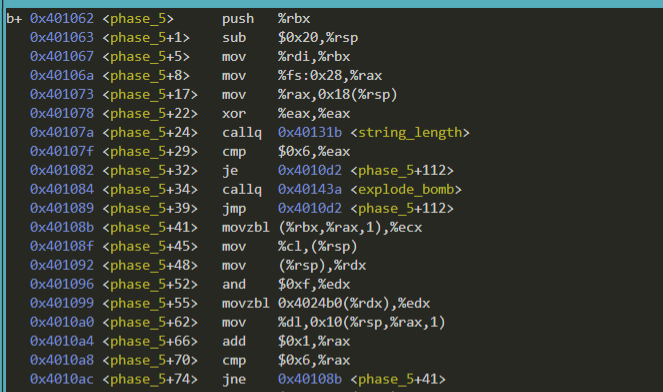 b+ 0x401062 <phase_5> push %rbx
0x401063 <phase_5+1> sub $0x20,%rsp
0x401067 <phase_5+5> mov %rdi,%rbx
0x40106a <phase_5+8> mov %fs:0x28,%rax
0x401073 <phase_5+17> mov %rax,0x18(%rsp)
0x401078 <phase_5+22> xor %eax,%eax
0x40107a <phase_5+24> callq 0x40131b <string_length>
0x40107f <phase_5+29> cmp $0x6,%eax
0x401082 <phase_5+32> je 0x4010d2 <phase_5+112>
0x401084 <phase_5+34> callq 0x40143a <explode_bomb>
0x401089 <phase_5+39> jmp 0x4010d2 <phase_5+112>
0x40108b <phase_5+41> movzbl (%rbx,%rax,1),%ecx
0x40108f <phase_5+45> mov %cl,(%rsp)
0x401092 <phase_5+48> mov (%rsp),%rdx
0x401096 <phase_5+52> and $0xf,%edx
0x401099 <phase_5+55> movzbl 0x4024b0(%rdx),%edx
0x4010a0 <phase_5+62> mov %dl,0x10(%rsp,%rax,1)
0x4010a4 <phase_5+66> add $0x1,%rax
0x4010a8 <phase_5+70> cmp $0x6,%rax
0x4010ac <phase_5+74> jne 0x40108b <phase_5+41>